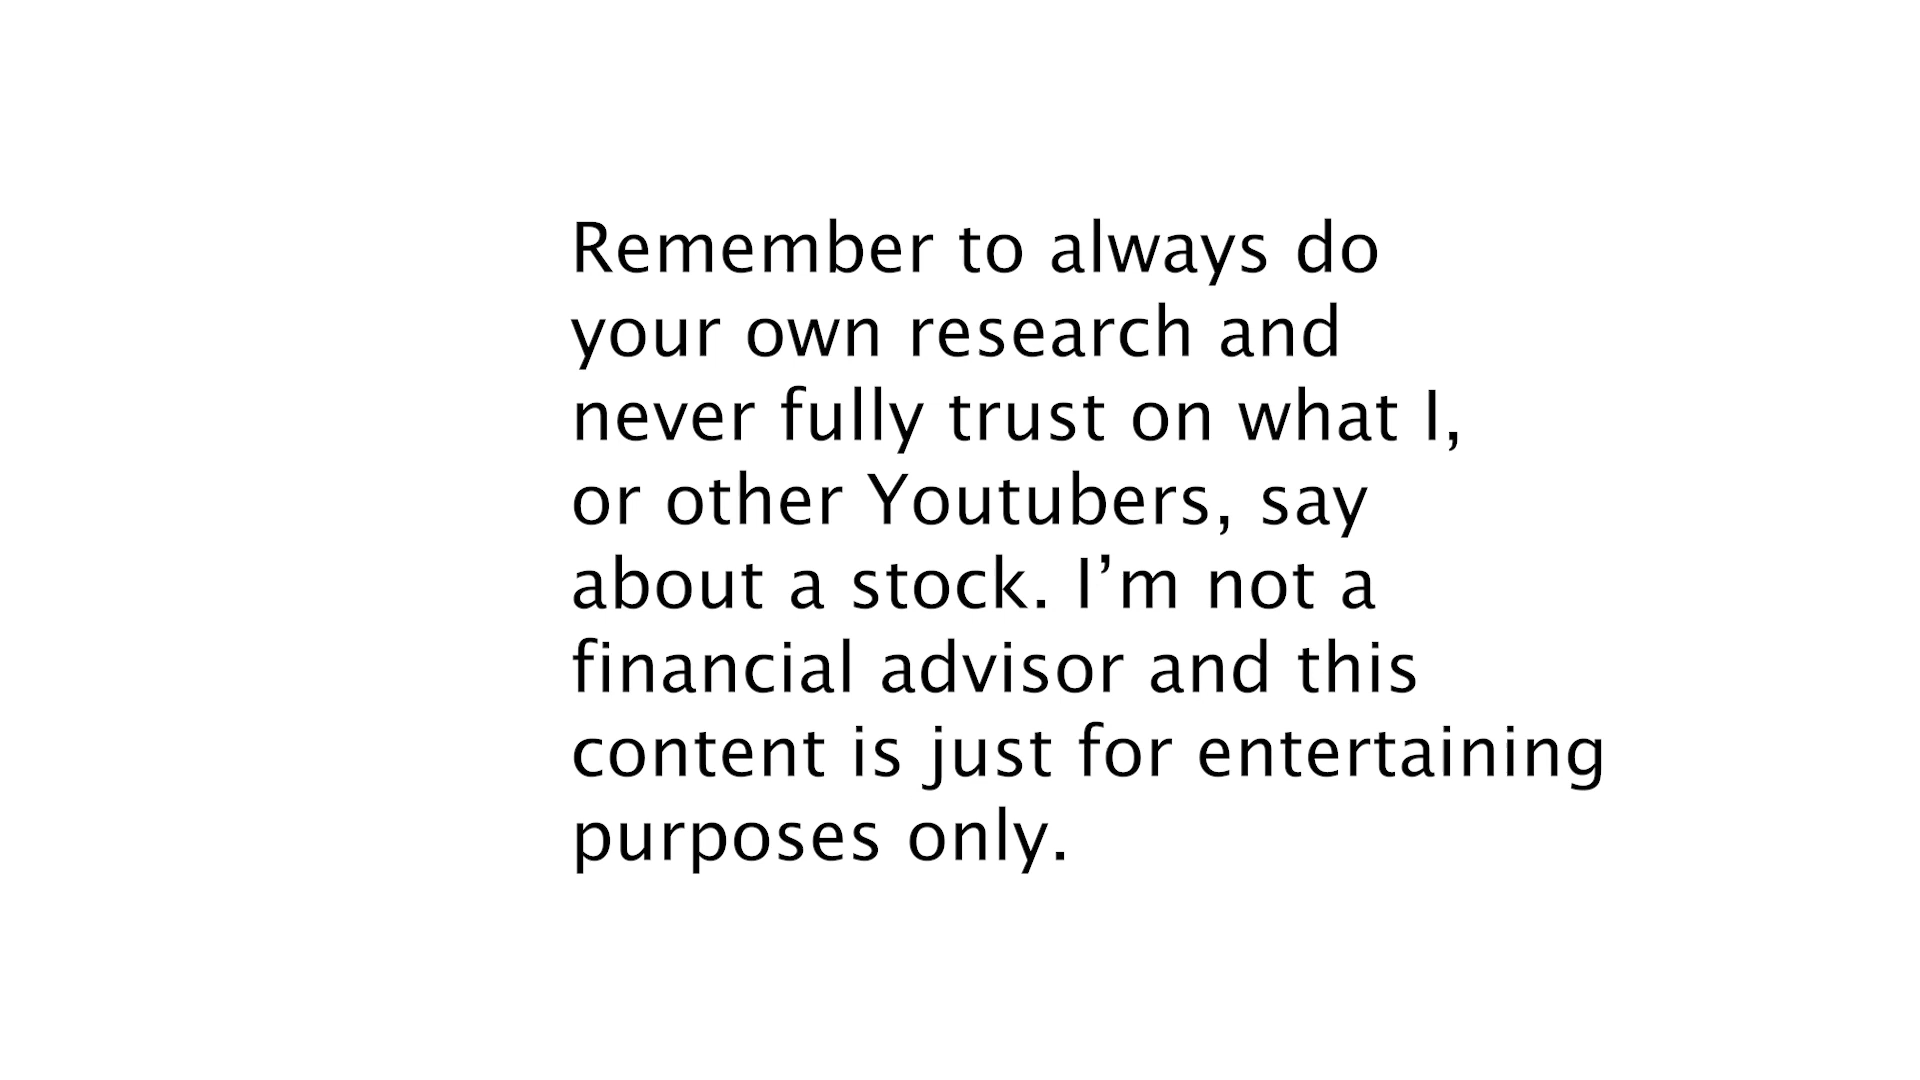 Remember to always do
your own research and
never fully trust on what I,
or other Youtubers, say
about a stock. I’m not a
financial advisor and this
content is just for entertaining
purposes only.